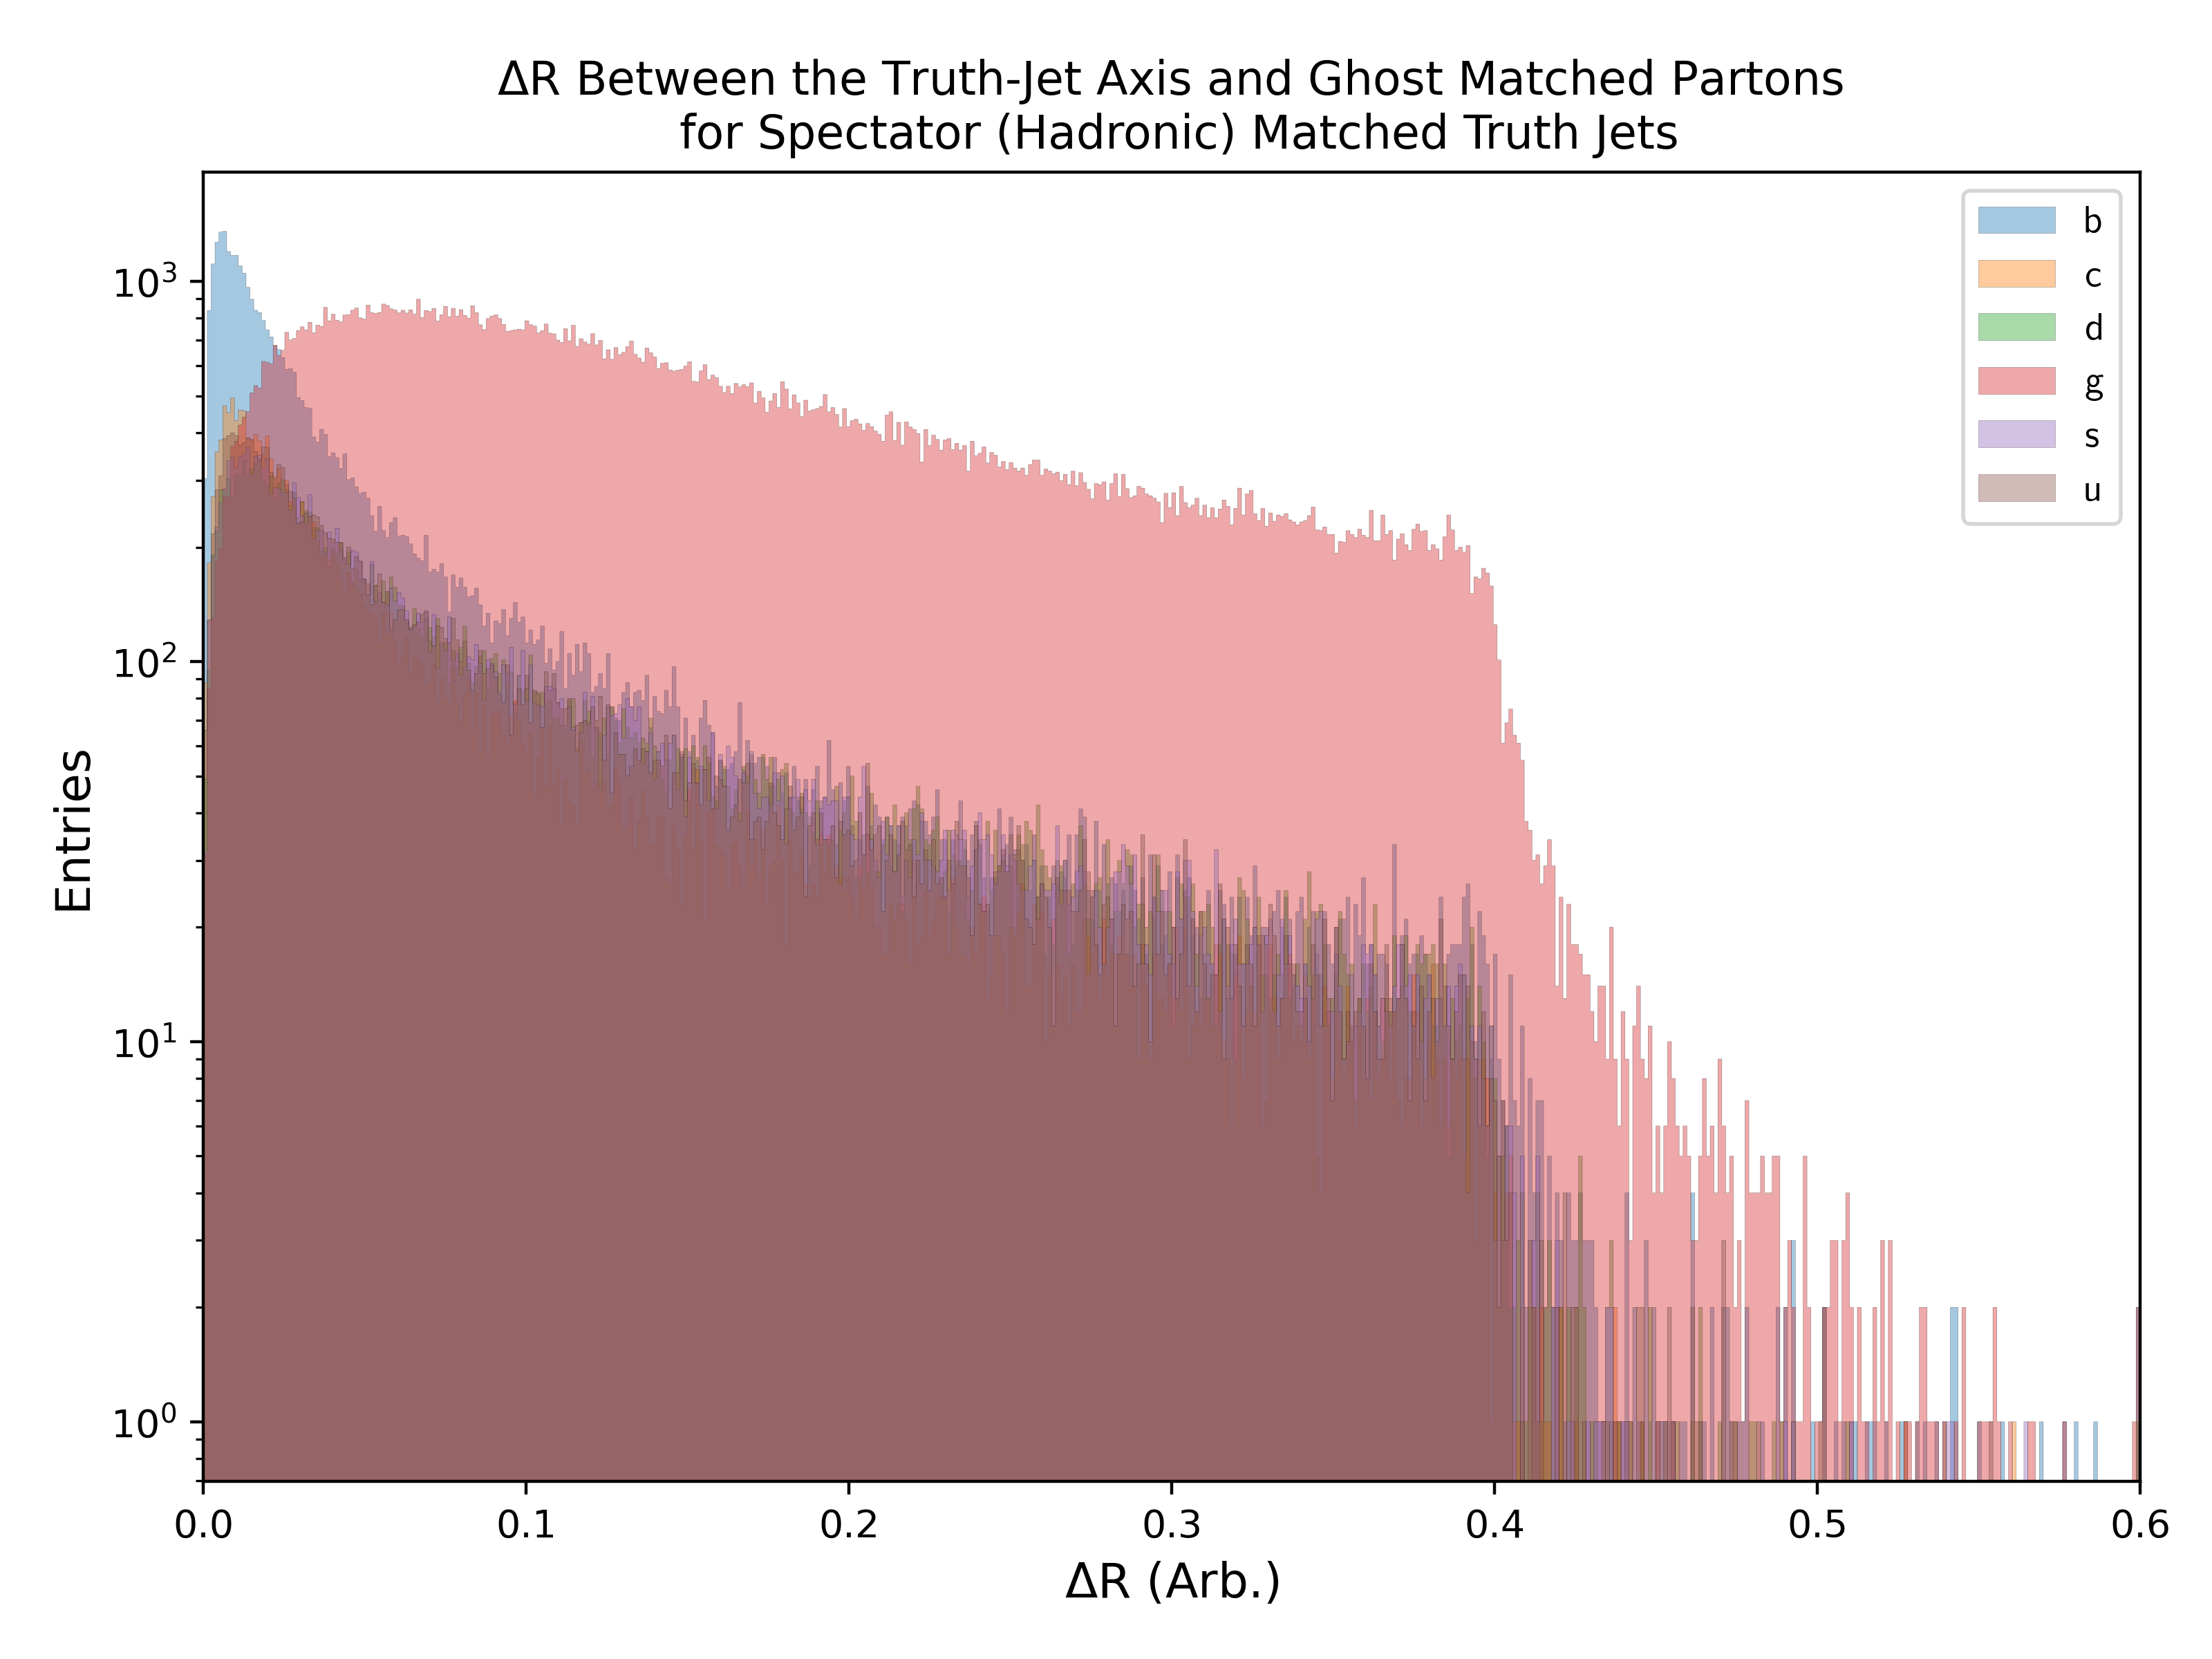 ΔR Between the Truth-Jet Axis and Ghost Matched Partons
for Spectator (Hadronic) Matched Truth Jets
b
c
d
g
s
u
Entries
10³
10²
10¹
10⁰
0.0 0.1 0.2 0.3 0.4 0.5 0.6
ΔR (Arb.)